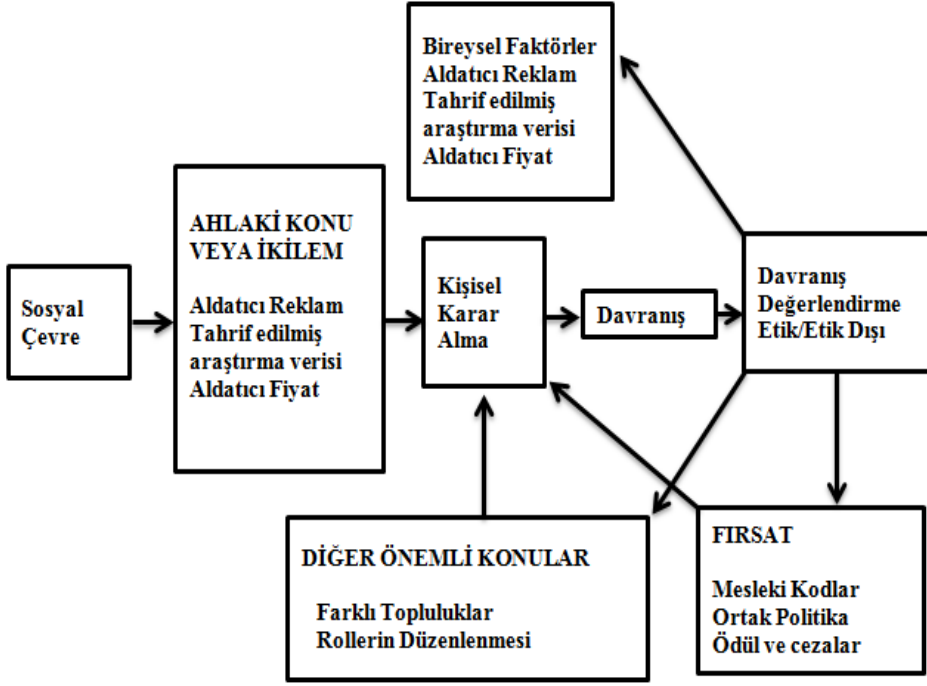 Bireysel Faktörler
Aldatıcı Reklam
Tahrif edilmiş
araştırma verisi
Aldatıcı Fiyat
AHLAKİ KONU
VEYA İKİLEM
Aldatıcı Reklam
Tahrif edilmiş
araştırma verisi
Aldatıcı Fiyat
Sosyal
Çevre
Kişisel
Karar
Alma
Davranış
Davranış
Değerlendirme
Etik/Etik Dışı
DİĞER ÖNEMLİ KONULAR
Farklı Topluluklar
Rollerin Düzenlenmesi
FIRSAT
Mesleki Kodlar
Ortak Politika
Ödül ve cezalar